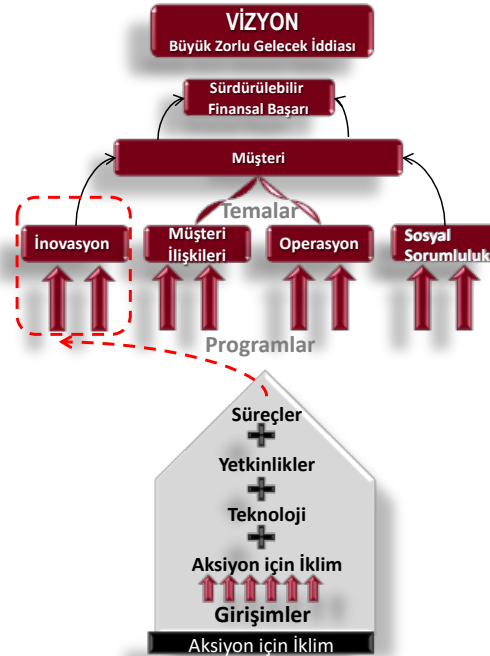 VİZYON
Büyük Zorlu Gelecek İddiası
Sürdürülebilir
Finansal Başarı
Müşteri
Temalar
İnovasyon
Müşteri
İlişkileri
Operasyon
Sosyal
Sorumluluk
Programlar
Süreçler
Yetkinlikler
Teknoloji
Aksiyon için İklim
Girişimler
Aksiyon için İklim